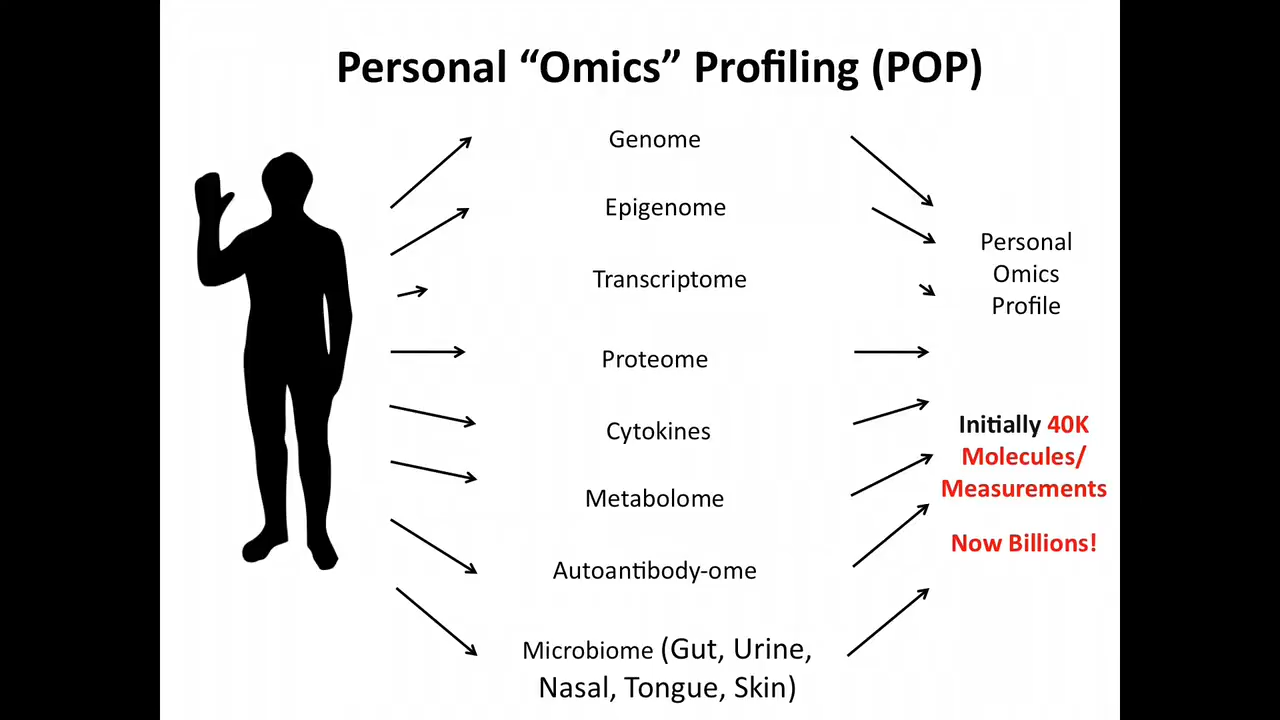 Personal “Omics” Profiling (POP)
Genome
Epigenome
Transcriptome
Proteome
Cytokines
Metabolome
Autoantibody-ome
Microbiome (Gut, Urine,
Nasal, Tongue, Skin)
Personal
Omics
Profile
Initially 40K
Molecules/
Measurements
Now Billions!